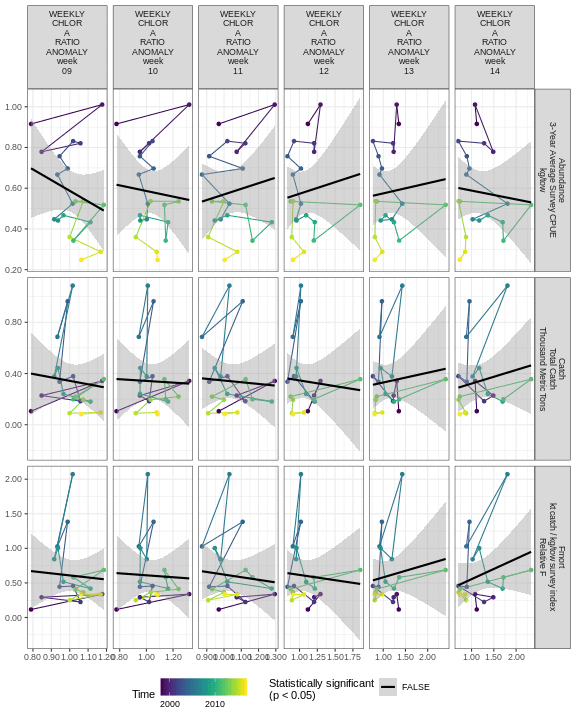 WEEKLY
CHLOR
A
RATIO
ANOMALY
week
09
WEEKLY
CHLOR
A
RATIO
ANOMALY
week
10
WEEKLY
CHLOR
A
RATIO
ANOMALY
week
11
WEEKLY
CHLOR
A
RATIO
ANOMALY
week
12
WEEKLY
CHLOR
A
RATIO
ANOMALY
week
13
WEEKLY
CHLOR
A
RATIO
ANOMALY
week
14
1.00
0.80
0.60
0.40
0.20
Abundance
3-Year Average Survey CPUE
kg/tow
0.80
0.40
0.00
Catch
Total Catch
Thousand Metric Tons
2.00
1.50
1.00
0.50
0.00
Fmort
kt catch / kg/tow survey index
Relative F
0.80 0.90 1.00 1.10 1.20
0.80 1.00 1.20
0.90 1.00 1.10 1.20 1.30
1.00 1.25 1.50 1.75
1.00 1.50 2.00
1.00 1.50 2.00
Time
2000 2010
Statistically significant
(p < 0.05)
FALSE